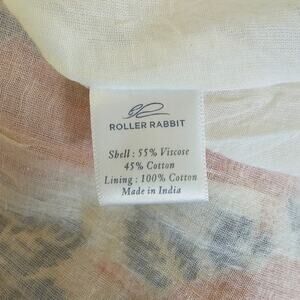 ROLLER RABBIT
Shell : 55% Viscose
45% Cotton
Lining : 100% Cotton
Made in India